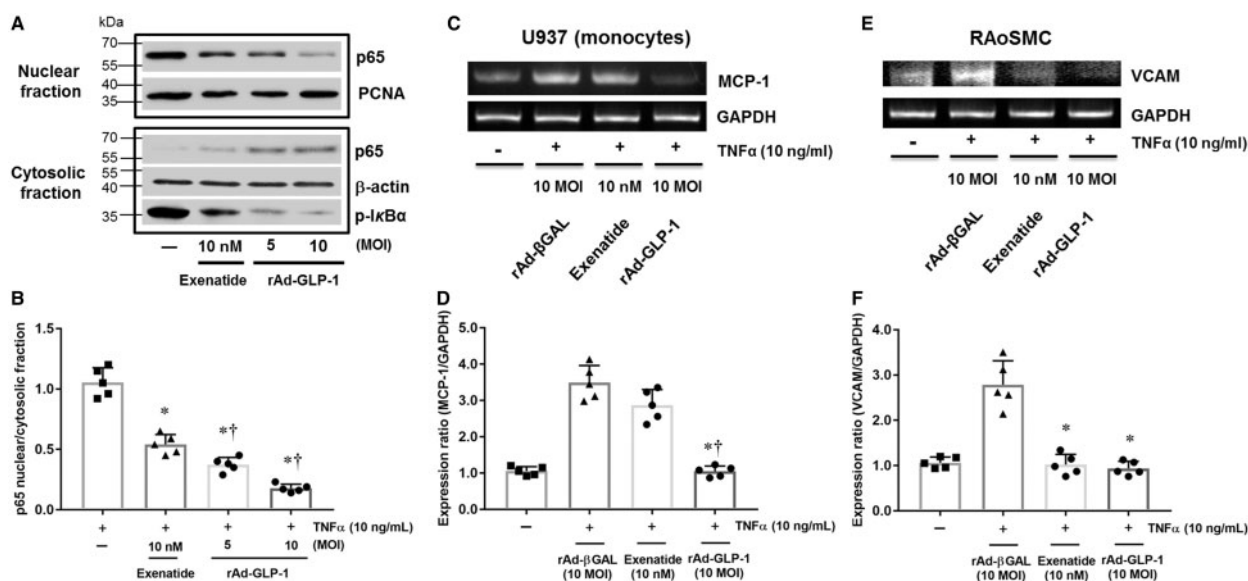 A
kDa
Nuclear fraction
70
55
40
35
p65
PCNA
Cytosolic fraction
70
55
55
40
35
p65
β-actin
p-IκBα
— 10 nM 5 10 (MOI)
Exenatide rAd-GLP-1
B
p65 nuclear/cytosolic fraction
1.5
1.0
0.5
0.0
*
*†
*†
+ + + + TNFα (10 ng/mL)
— 10 nM 5 10 (MOI)
Exenatide rAd-GLP-1
C
U937 (monocytes)
MCP-1
GAPDH
- + + + TNFα (10 ng/ml)
10 MOI 10 nM 10 MOI
rAd-βGAL
Exenatide
rAd-GLP-1
D
Expression ratio (MCP-1/GAPDH)
5.0
4.0
3.0
2.0
1.0
0.0
*†
— + + + TNFα (10 ng/mL)
rAd-βGAL Exenatide rAd-GLP-1
(10 MOI) (10 nM) (10 MOI)
E
RAoSMC
VCAM
GAPDH
- + + + TNFα (10 ng/ml)
10 MOI 10 nM 10 MOI
rAd-βGAL
Exenatide
rAd-GLP-1
F
Expression ratio (VCAM/GAPDH)
4.0
3.0
2.0
1.0
0.0
*
*
— + + + TNFα (10 ng/mL)
rAd-βGAL Exenatide rAd-GLP-1
(10 MOI) (10 nM) (10 MOI)